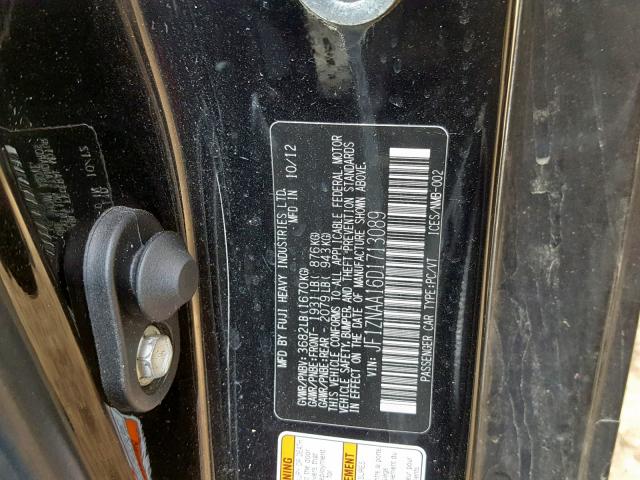 MFD BY FUJI HEAVY INDUSTRIES LTD.
MFD IN 10/12
GVWR/PNBV: 3682LB(1670KG)
GAWR/PNBE:FRONT- 1931LB( 876KG)
GAWR/PNBE:REAR - 2079LB( 943KG)
THIS VEHICLE CONFORMS TO ALL APPLICABLE FEDERAL MOTOR
VEHICLE SAFETY,BUMPER, AND THEFT PREVENTION STANDARDS
IN EFFECT ON THE DATE OF MANUFACTURE SHOWN ABOVE.
VIN: JF1ZNAA16D1713089
PASSENGER CAR TYPE:PC/VT ICES/NMB-002